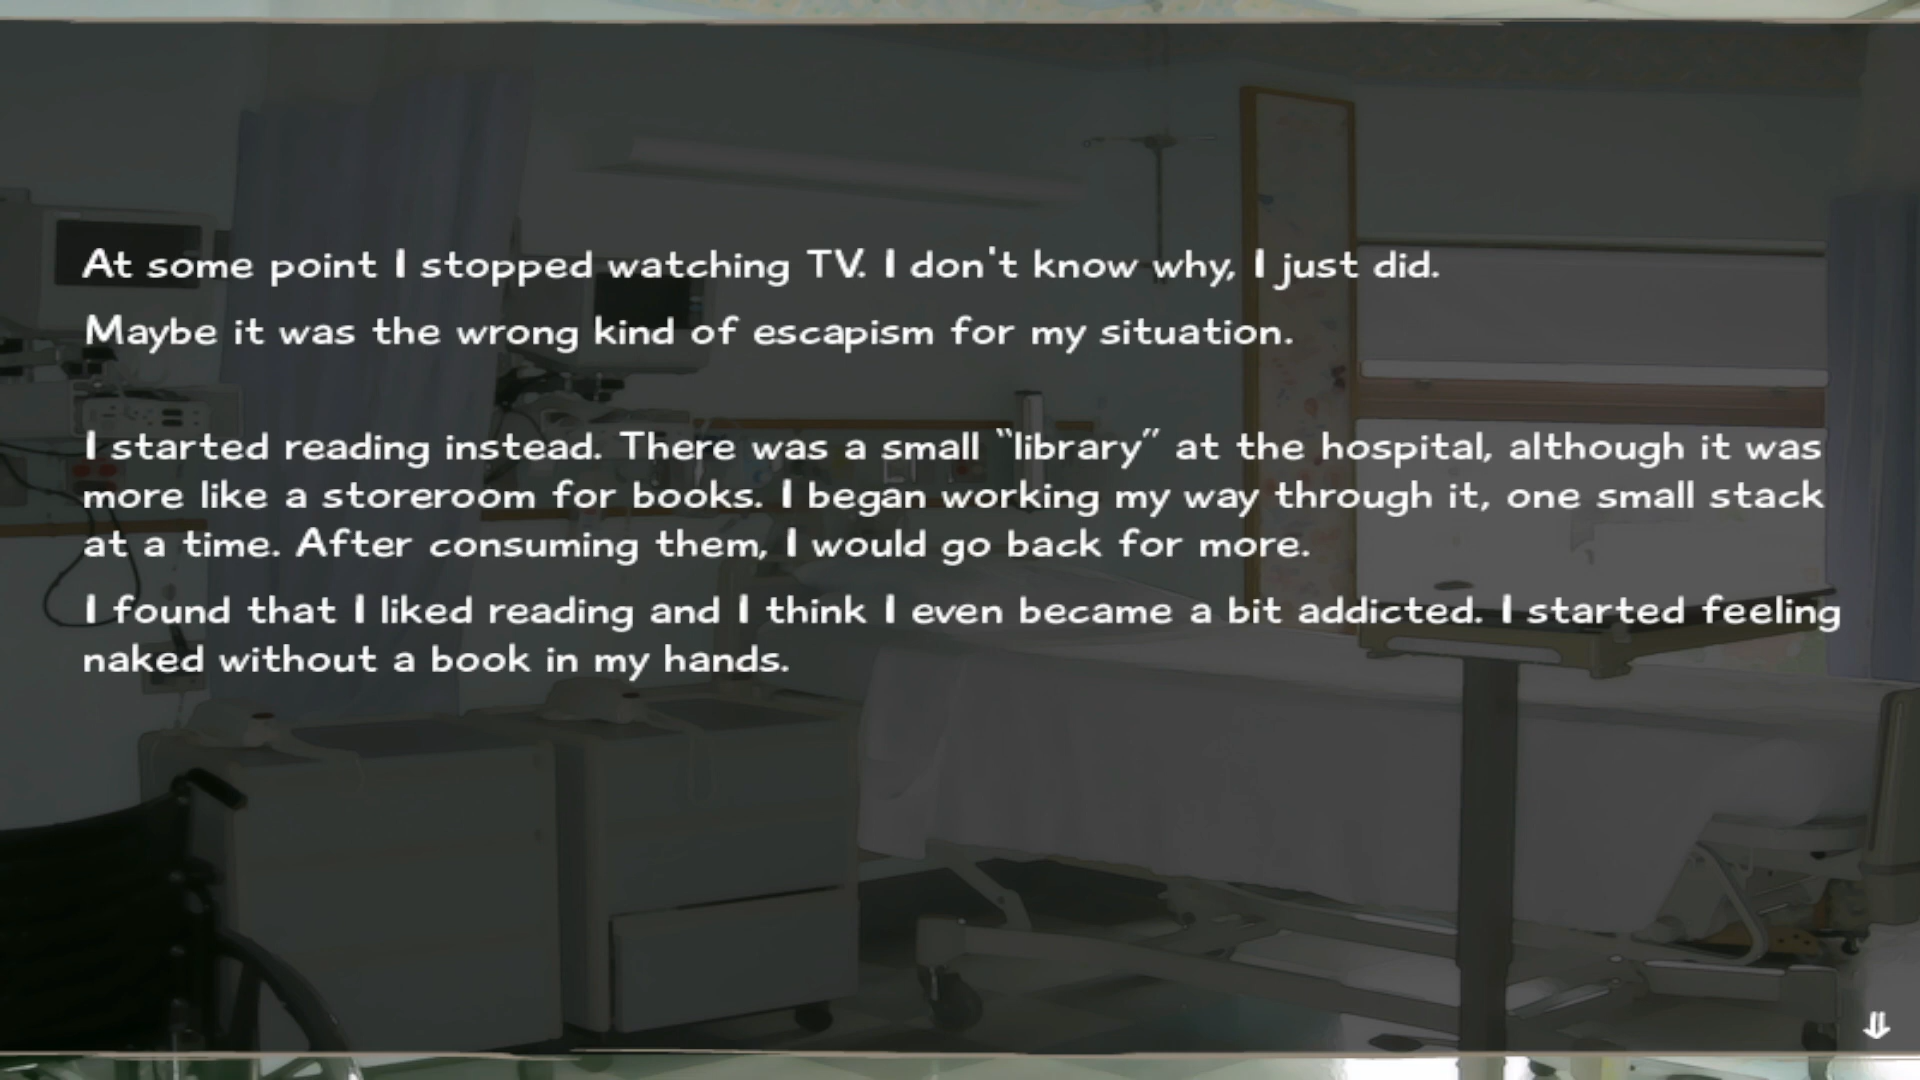 At some point I stopped watching TV. I don't know why, I just did.
Maybe it was the wrong kind of escapism for my situation.
I started reading instead. There was a small “library” at the hospital, although it was
more like a storeroom for books. I began working my way through it, one small stack
at a time. After consuming them, I would go back for more.
I found that I liked reading and I think I even became a bit addicted. I started feeling
naked without a book in my hands.